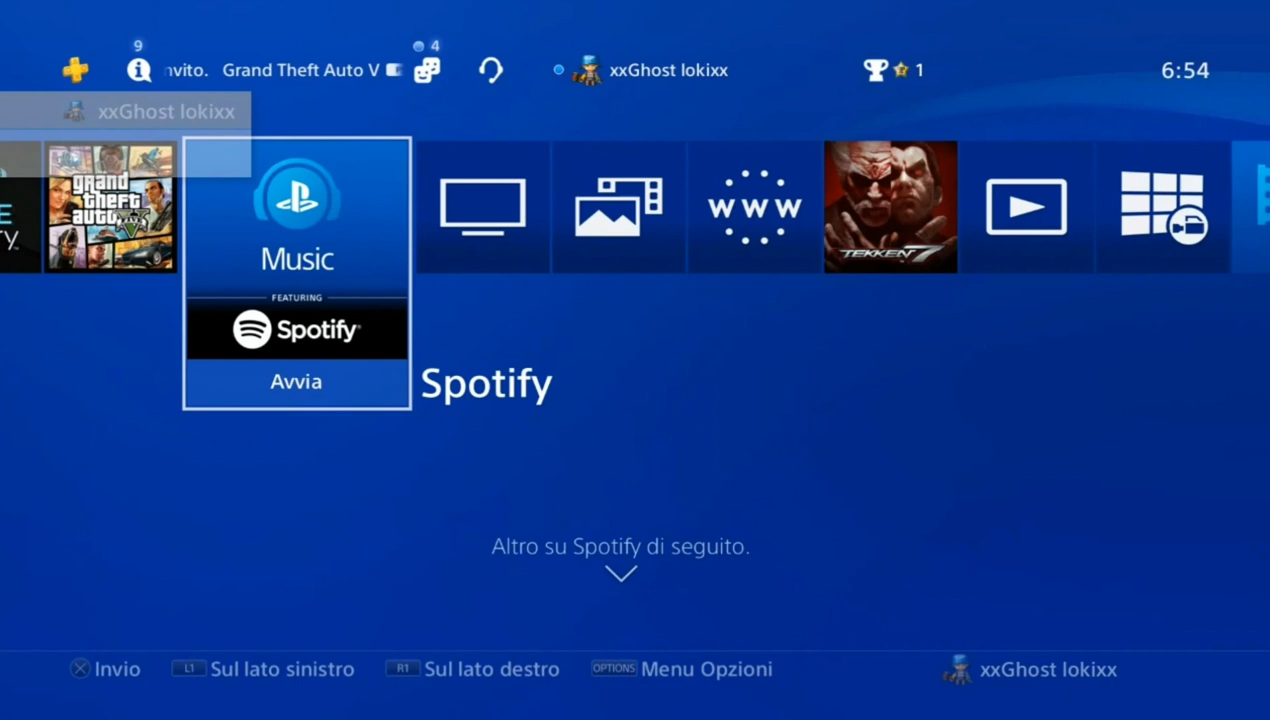 9
4
nvito. Grand Theft Auto V
xxGhost lokixx
1
6:54
xxGhost lokixx
grand
theft
auto
V
Music
FEATURING
Spotify
Avvia
www
TEKKEN 7
Spotify
Altro su Spotify di seguito.
Invio
L1 Sul lato sinistro
R1 Sul lato destro
OPTIONS Menu Opzioni
xxGhost lokixx